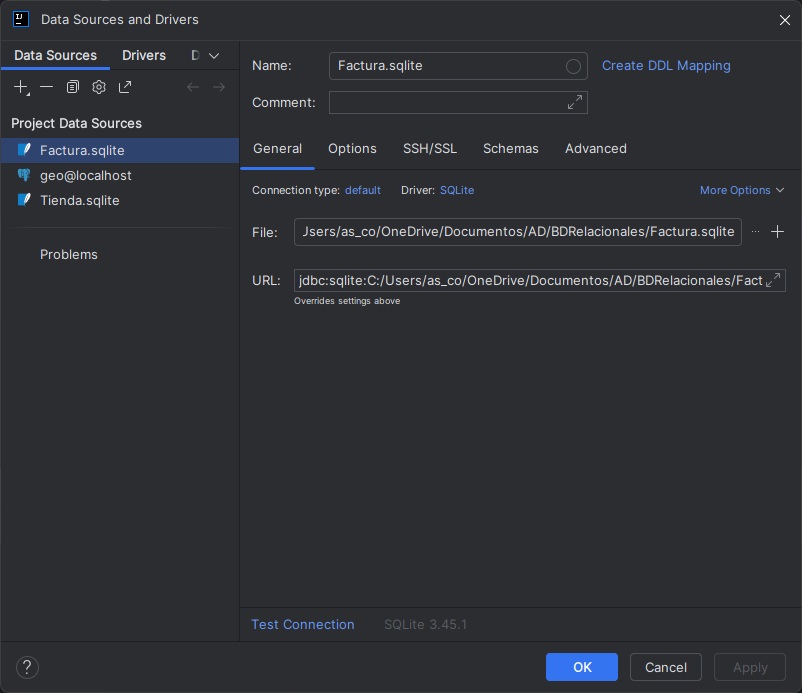 Data Sources and Drivers
Data Sources Drivers D
Project Data Sources
Factura.sqlite
geo@localhost
Tienda.sqlite
Problems
Name: Factura.sqlite Create DDL Mapping
Comment:
General Options SSH/SSL Schemas Advanced
Connection type: default Driver: SQLite More Options
File: Jsers/as_co/OneDrive/Documentos/AD/BDRelacionales/Factura.sqlite ...
URL: jdbc:sqlite:C:/Users/as_co/OneDrive/Documentos/AD/BDRelacionales/Fact
Overrides settings above
Test Connection SQLite 3.45.1
? OK Cancel Apply